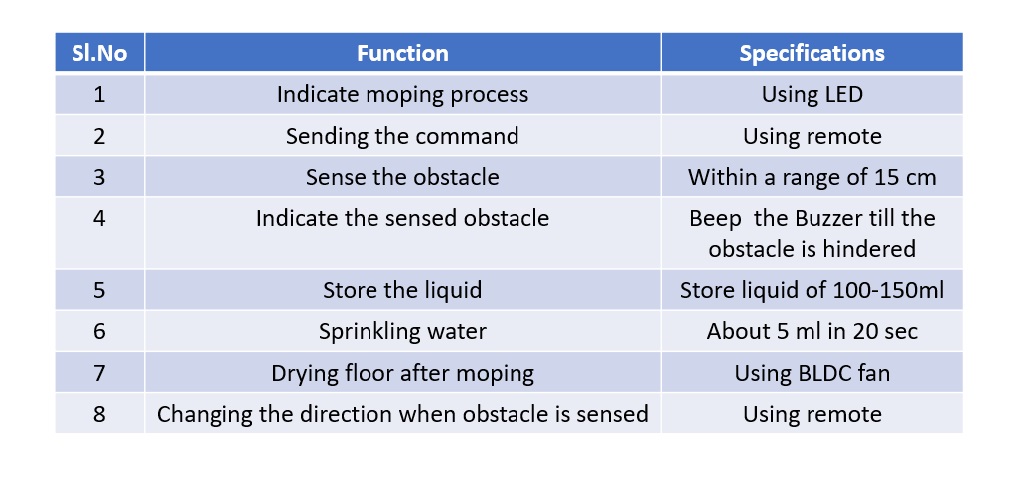 Sl.No Function Specifications
1 Indicate moping process Using LED
2 Sending the command Using remote
3 Sense the obstacle Within a range of 15 cm
4 Indicate the sensed obstacle Beep  the Buzzer till the
obstacle is hindered
5 Store the liquid Store liquid of 100-150ml
6 Sprinkling water About 5 ml in 20 sec
7 Drying floor after moping Using BLDC fan
8 Changing the direction when obstacle is sensed Using remote